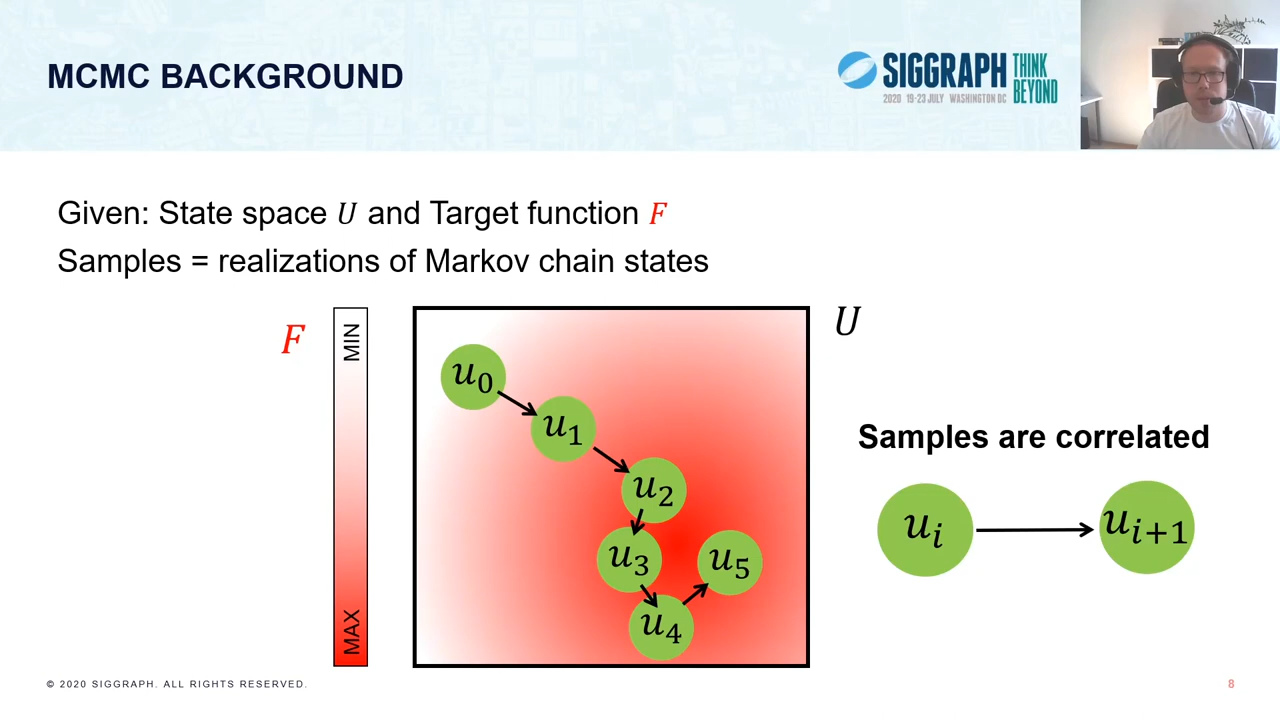 MCMC BACKGROUND
SIGGRAPH THINK BEYOND
2020 19-23 JULY WASHINGTON DC
Given: State space U and Target function F
Samples = realizations of Markov chain states
F
MIN
MAX
U
u₀
u₁
u₂
u₃
u₄
u₅
Samples are correlated
uᵢ
uᵢ₊₁
© 2020 SIGGRAPH. ALL RIGHTS RESERVED.
8